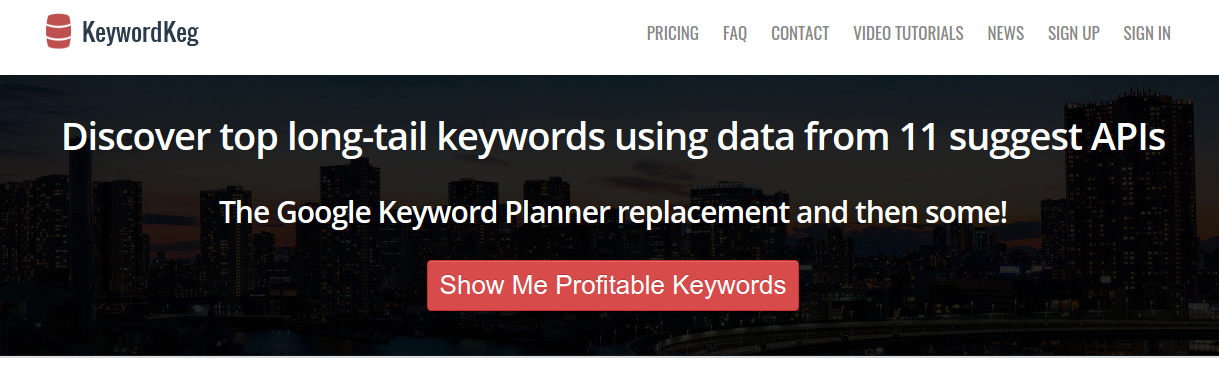 KeywordKeg
PRICING FAQ CONTACT VIDEO TUTORIALS NEWS SIGN UP SIGN IN
Discover top long-tail keywords using data from 11 suggest APIs
The Google Keyword Planner replacement and then some!
Show Me Profitable Keywords